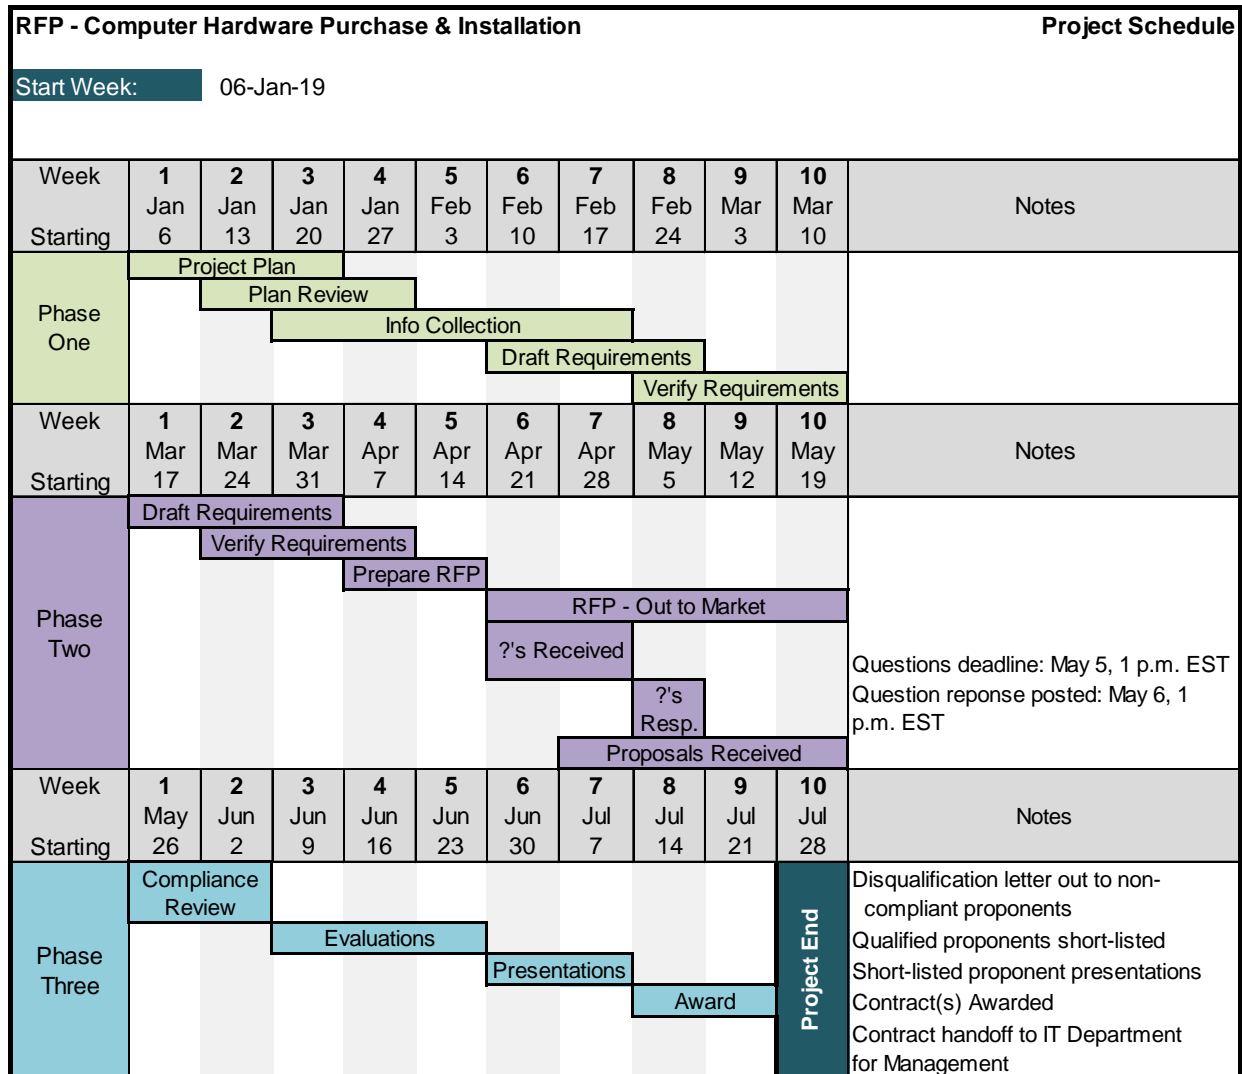 RFP - Computer Hardware Purchase & Installation Project Schedule
Start Week: 06-Jan-19
Week 1 2 3 4 5 6 7 8 9 10
Jan Jan Jan Jan Feb Feb Feb Feb Mar Mar Notes
Starting 6 13 20 27 3 10 17 24 3 10
Project Plan
Plan Review
Phase
One
Info Collection
Draft Requirements
Verify Requirements
Week 1 2 3 4 5 6 7 8 9 10
Mar Mar Mar Apr Apr Apr Apr May May May Notes
Starting 17 24 31 7 14 21 28 5 12 19
Draft Requirements
Verify Requirements
Prepare RFP
RFP - Out to Market
Phase
Two
?'s Received
Questions deadline: May 5, 1 p.m. EST
?'s
Resp.
Question reponse posted: May 6, 1
p.m. EST
Proposals Received
Week 1 2 3 4 5 6 7 8 9 10
May Jun Jun Jun Jun Jun Jul Jul Jul Jul Notes
Starting 26 2 9 16 23 30 7 14 21 28
Compliance
Review
Phase
Three
Evaluations
Presentations
Award
Project End
Disqualification letter out to non-
compliant proponents
Qualified proponents short-listed
Short-listed proponent presentations
Contract(s) Awarded
Contract handoff to IT Department
for Management